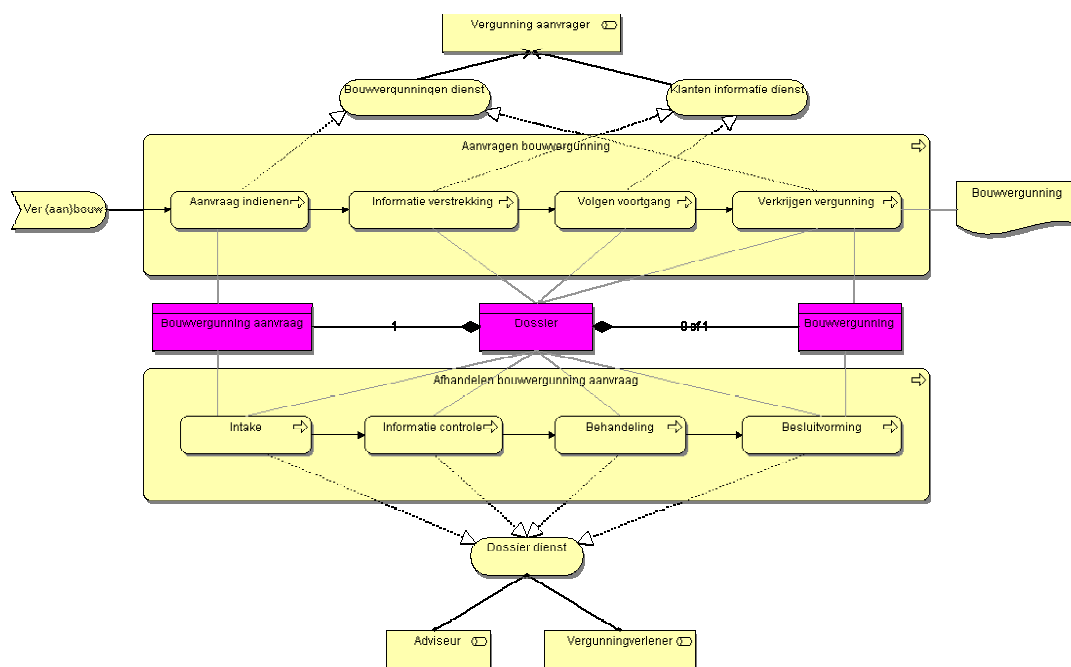 Vergunning aanvrager
Bouwvergunningen dienst
Klanten informatie dienst
Aanvragen bouwvergunning
Ver {aan}bouw
Aanvraag indienen
Informatie verstrekking
Volgen voortgang
Verkrijgen vergunning
Bouwvergunning
Bouwvergunning aanvraag
1
Dossier
0 of 1
Bouwvergunning
Afhandelen bouwvergunning aanvraag
Intake
Informatie controle
Behandeling
Besluitvorming
Dossier dienst
Adviseur
Vergunningverlener